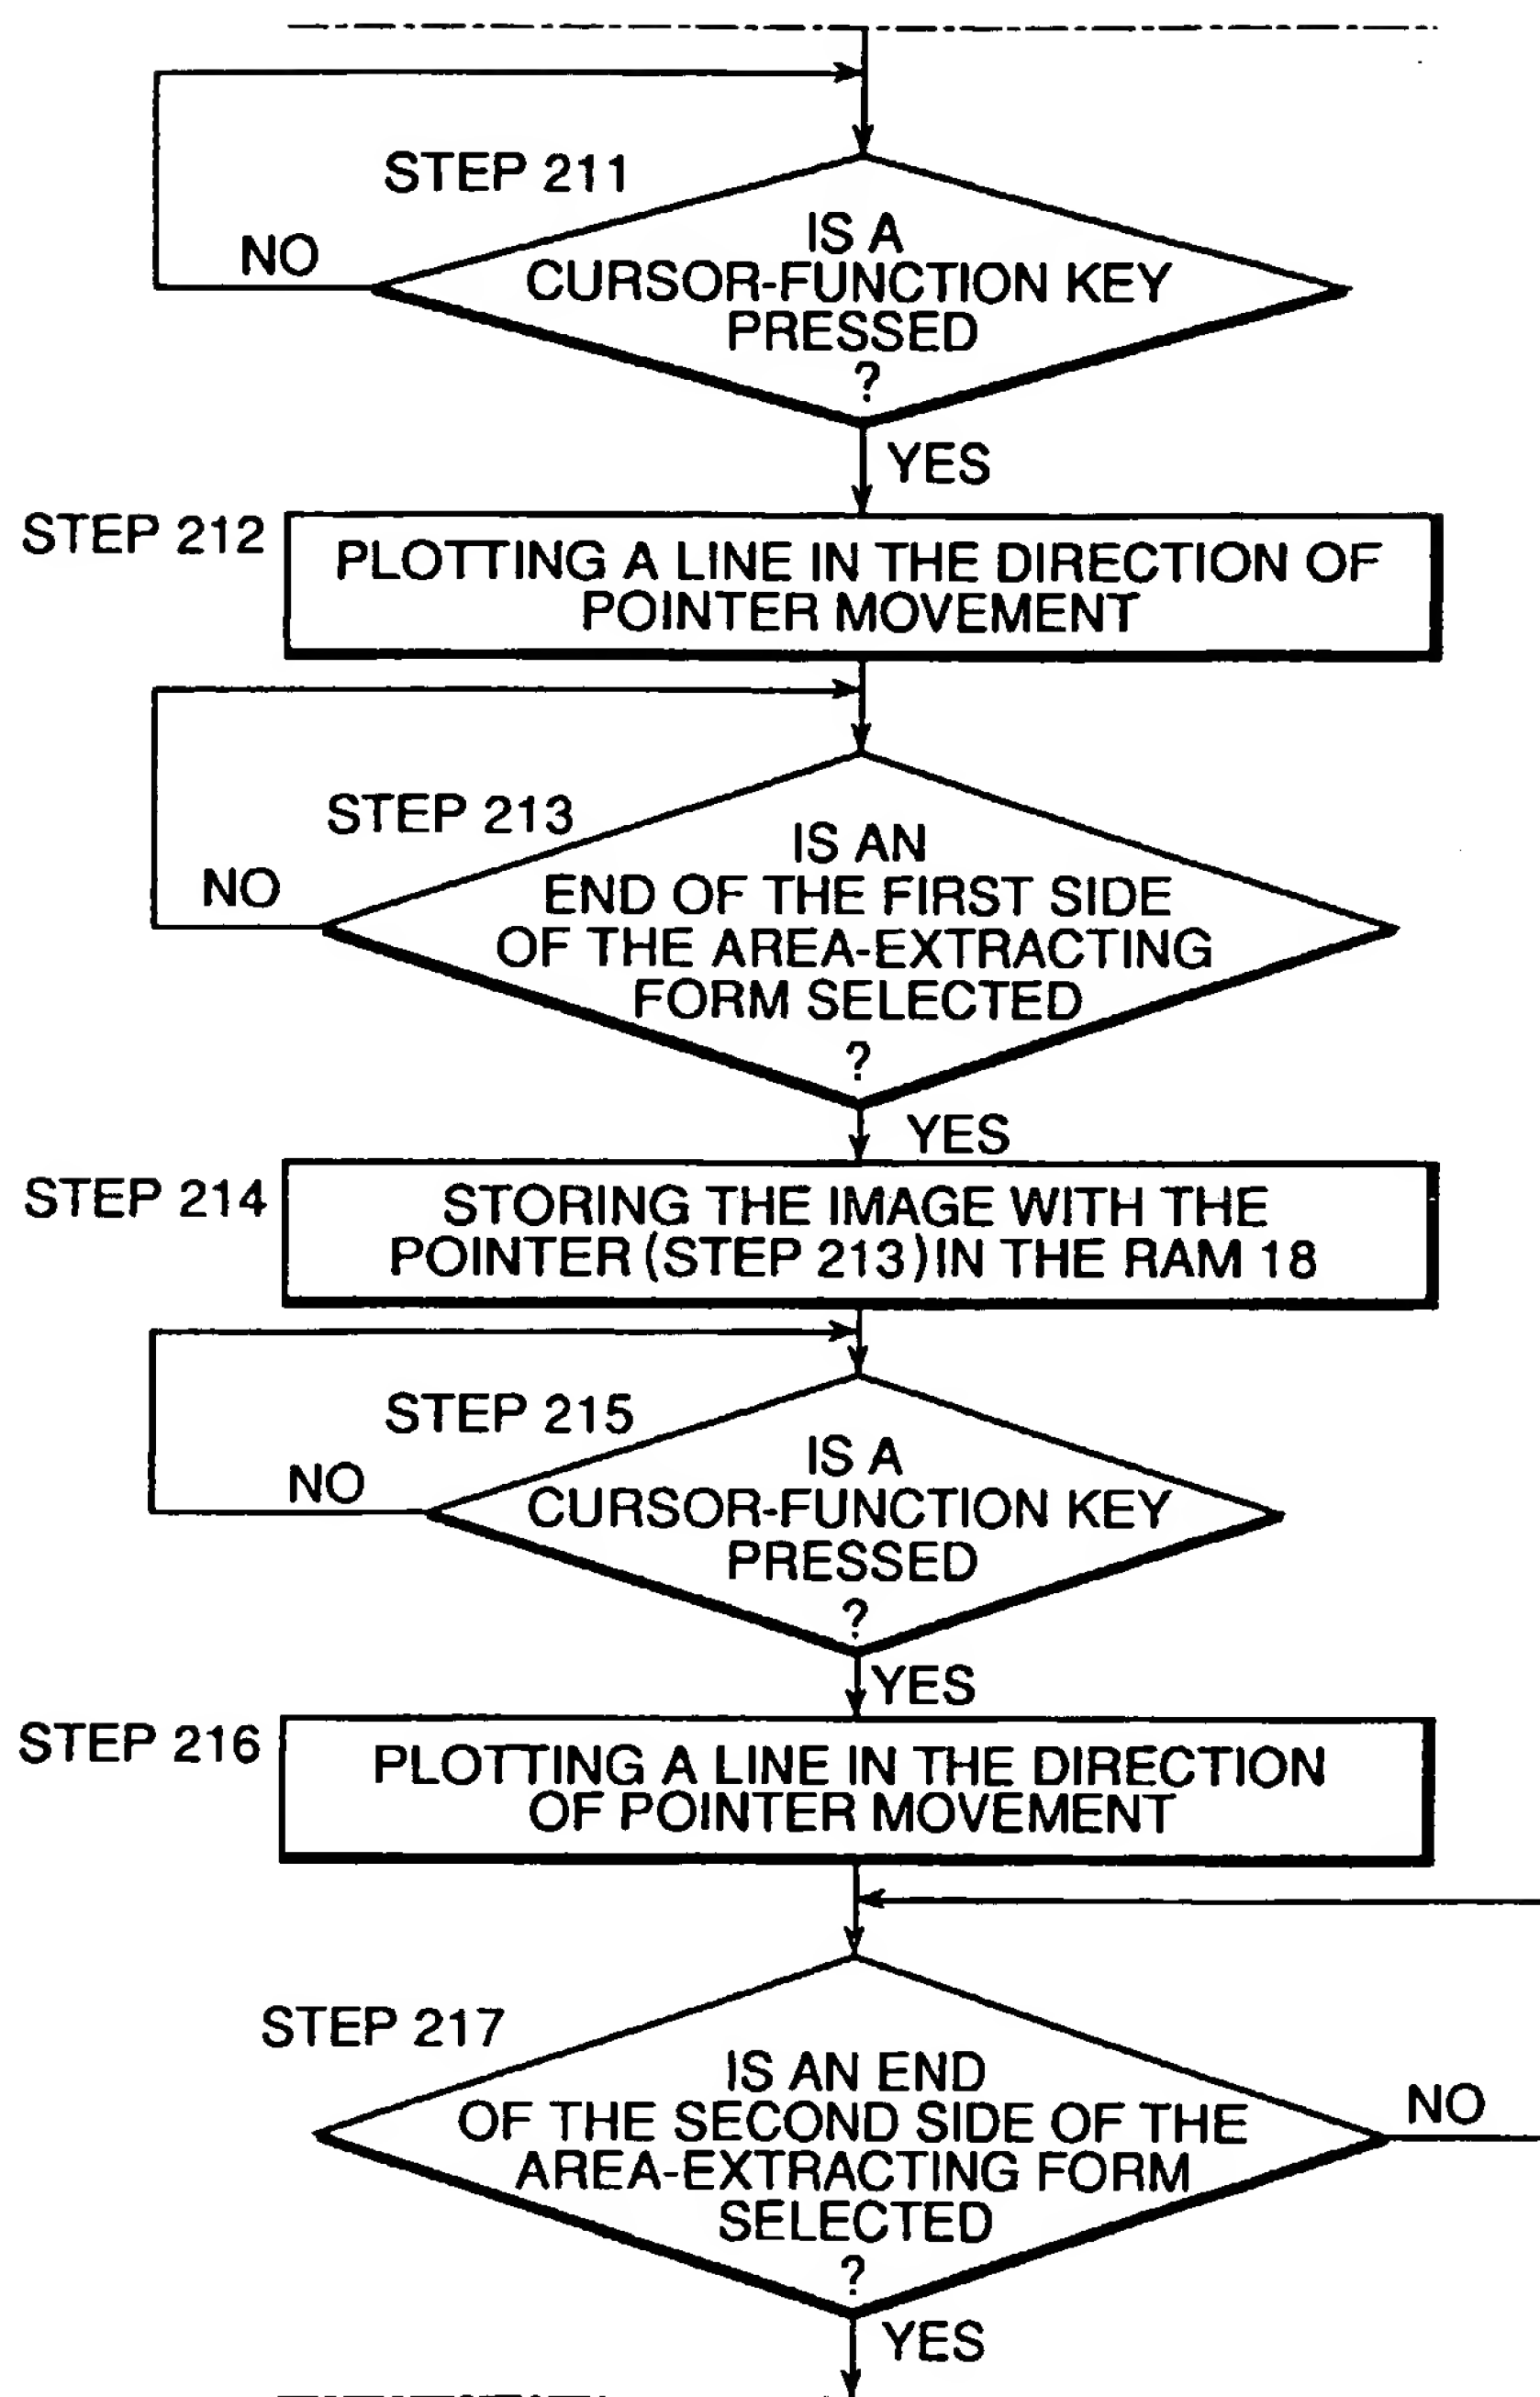 STEP 211
IS A
CURSOR-FUNCTION KEY
PRESSED
?
NO
YES
STEP 212
PLOTTING A LINE IN THE DIRECTION OF
POINTER MOVEMENT
STEP 213
IS AN
END OF THE FIRST SIDE
OF THE AREA-EXTRACTING
FORM SELECTED
?
NO
YES
STEP 214
STORING THE IMAGE WITH THE
POINTER (STEP 213) IN THE RAM 18
STEP 215
IS A
CURSOR-FUNCTION KEY
PRESSED
?
NO
YES
STEP 216
PLOTTING A LINE IN THE DIRECTION
OF POINTER MOVEMENT
STEP 217
IS AN END
OF THE SECOND SIDE OF THE
AREA-EXTRACTING FORM
SELECTED
?
NO
YES